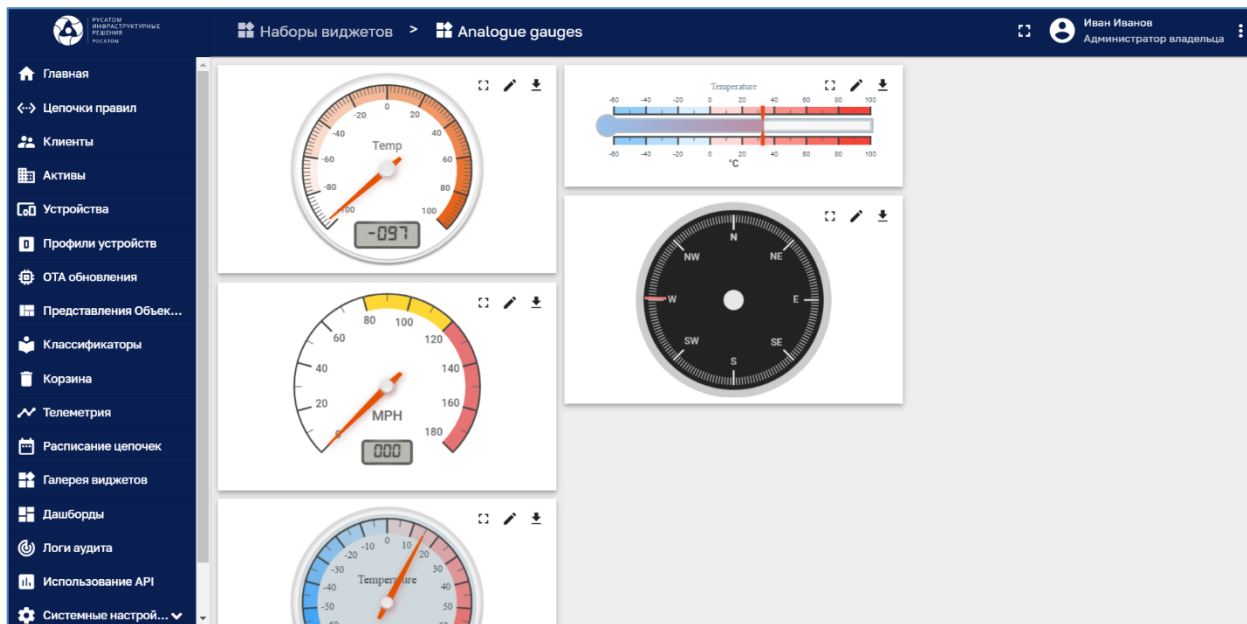 РУСАТОМ
ИНФРАСТРУКТУРНЫЕ
РЕШЕНИЯ
РОСАТОМ
Наборы виджетов > Analogue gauges
Иван Иванов
Администратор владельца
Главная
Цепочки правил
Клиенты
Активы
Устройства
Профили устройств
OTA обновления
Представления Объек...
Классификаторы
Корзина
Телеметрия
Расписание цепочек
Галерея виджетов
Дашборды
Логи аудита
Использование API
Системные настрой...
-20 0 20
-40 40
Temp
-60 60
-80 80
-100 100
-097
80 100
60 120
40 140
20 160
MPH
0 180
000
-10 0 10
-20 20
-30 30
Temperature
-40 40
-50 50
-60 60
Temperature
-60 -40 -20 0 20 40 60 80 100
-60 -40 -20 0 20 40 60 80 100
°C
N
NW NE
W E
SW SE
S